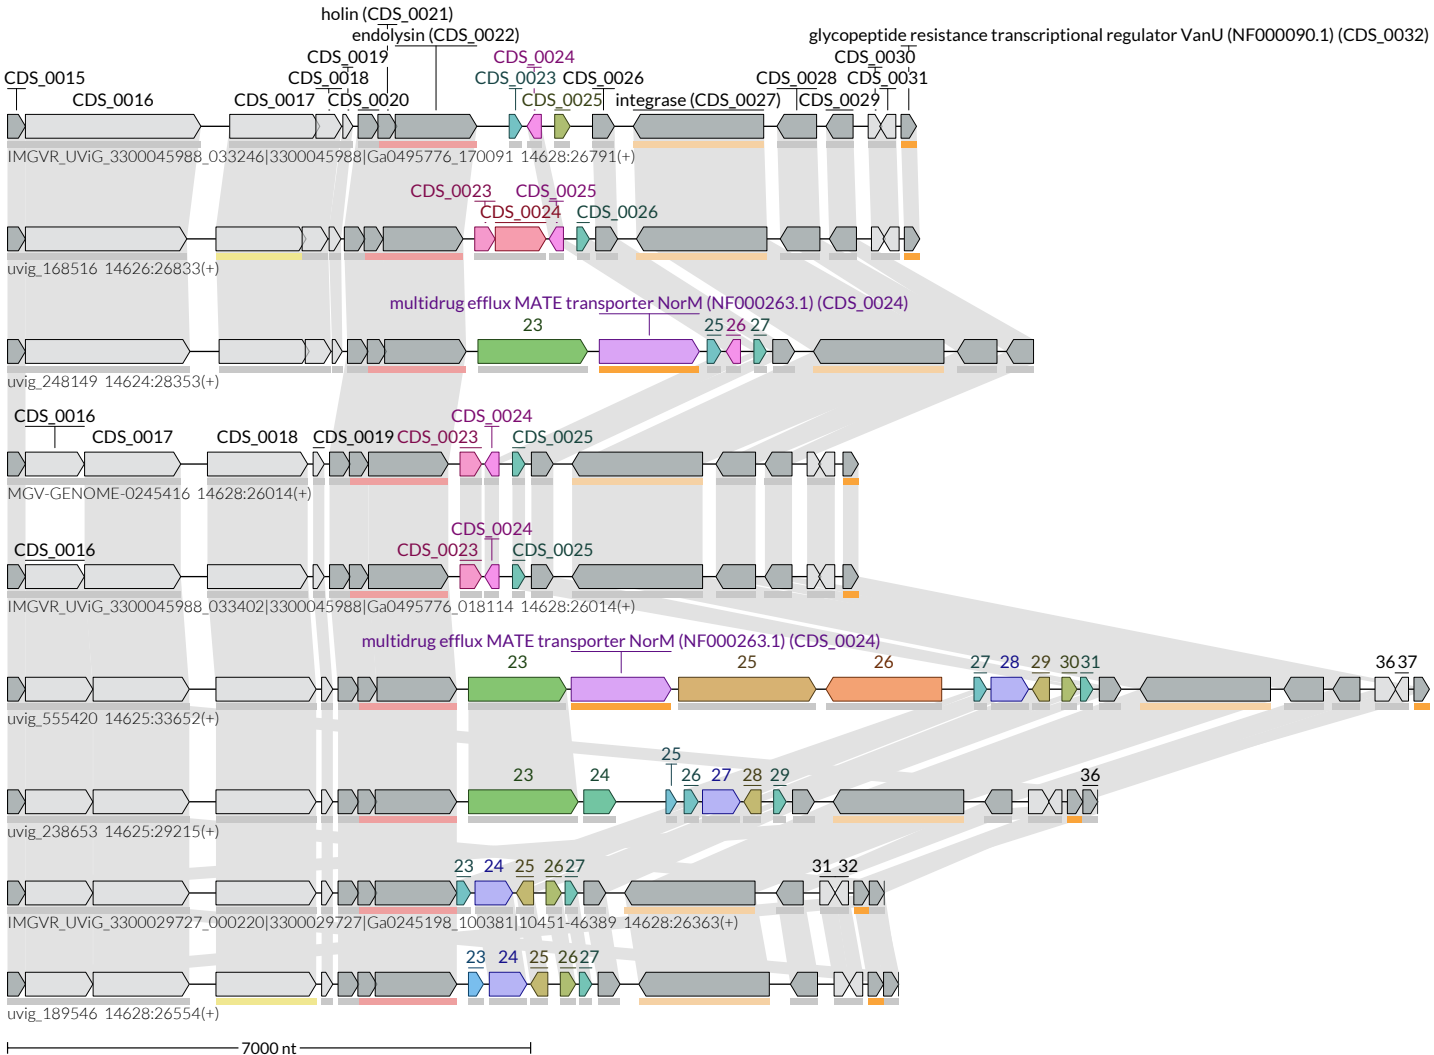 holin (CDS_0021)
endolysin (CDS_0022) glycopeptide resistance transcriptional regulator VanU (NF000090.1) (CDS_0032)
CDS_0019 CDS_0024 CDS_0030
CDS_0015 CDS_0018 CDS_0023 CDS_0026 CDS_0028 CDS_0031
CDS_0016 CDS_0017 CDS_0020 CDS_0025 integrase (CDS_0027) CDS_0029
IMGVR_UViG_3300045988_033246|3300045988|Ga0495776_170091 14628:26791(+)
CDS_0023 CDS_0025
CDS_0024 CDS_0026
uvig_168516 14626:26833(+)
multidrug efflux MATE transporter NorM (NF000263.1) (CDS_0024)
23 25 26 27
uvig_248149 14624:28353(+)
CDS_0016 CDS_0024
CDS_0017 CDS_0018 CDS_0019 CDS_0023 CDS_0025
MGV-GENOME-0245416 14628:26014(+)
CDS_0024
CDS_0016 CDS_0023 CDS_0025
IMGVR_UViG_3300045988_033402|3300045988|Ga0495776_018114 14628:26014(+)
multidrug efflux MATE transporter NorM (NF000263.1) (CDS_0024)
23 25 26 27 28 29 30 31 36 37
uvig_555420 14625:33652(+)
25
23 24 26 27 28 29 36
uvig_238653 14625:29215(+)
23 24 25 26 27 31 32
IMGVR_UViG_3300029727_000220|3300029727|Ga0245198_100381|10451-46389 14628:26363(+)
23 24 25 26 27
uvig_189546 14628:26554(+)
7000 nt